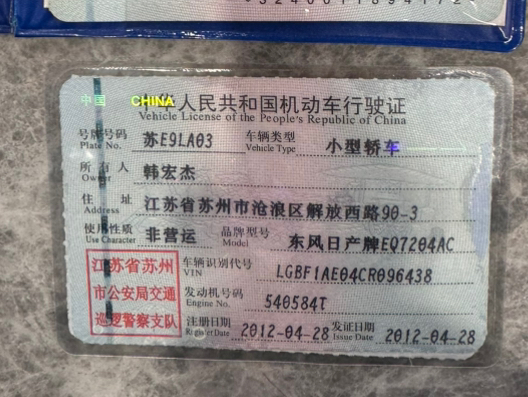 3240011894172
中国 CHINA
中华人民共和国机动车行驶证
Vehicle License of the People's Republic of China
号牌号码 Plate No. 苏E9LA03 车辆类型 Vehicle Type 小型轿车
所有人 Owner 韩宏杰
住址 Address 江苏省苏州市沧浪区解放西路90-3
使用性质 Use Character 非营运 品牌型号 Model 东风日产牌EQ7204AC
江苏省苏州市公安局交通巡逻警察支队
车辆识别代号 VIN LGBF1AE04CR096438
发动机号码 Engine No. 540584T
注册日期 Register Date 2012-04-28 发证日期 Issue Date 2012-04-28